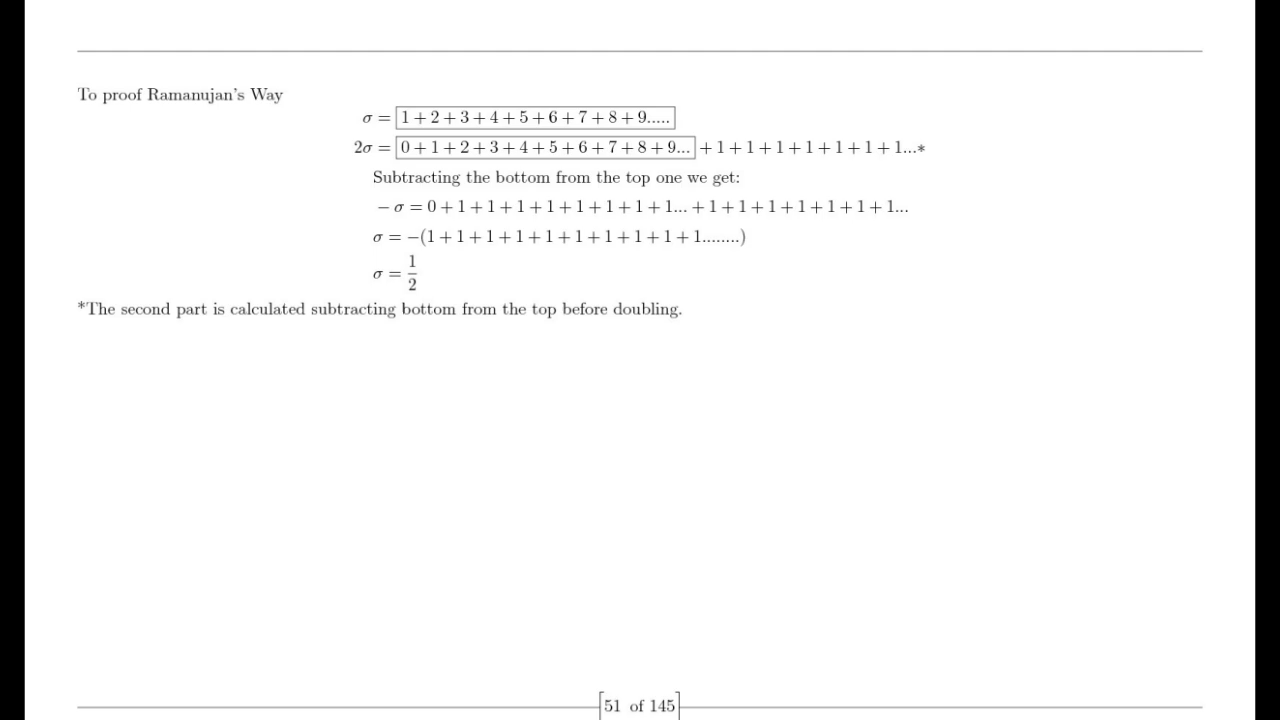 To proof Ramanujan's Way
σ = 1 + 2 + 3 + 4 + 5 + 6 + 7 + 8 + 9.....
2σ = 0 + 1 + 2 + 3 + 4 + 5 + 6 + 7 + 8 + 9... + 1 + 1 + 1 + 1 + 1 + 1 + 1...*
Subtracting the bottom from the top one we get:
− σ = 0 + 1 + 1 + 1 + 1 + 1 + 1 + 1 + 1... + 1 + 1 + 1 + 1 + 1 + 1 + 1...
σ = −(1 + 1 + 1 + 1 + 1 + 1 + 1 + 1 + 1 + 1........)
σ = 1/2
*The second part is calculated subtracting bottom from the top before doubling.
51 of 145